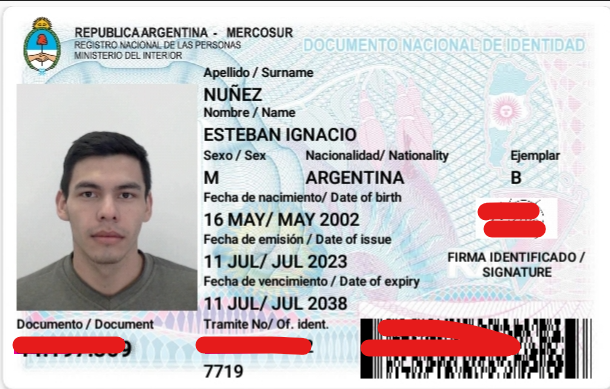 REPUBLICA ARGENTINA - MERCOSUR
REGISTRO NACIONAL DE LAS PERSONAS
MINISTERIO DEL INTERIOR
DOCUMENTO NACIONAL DE IDENTIDAD
Apellido / Surname
NUÑEZ
Nombre / Name
ESTEBAN IGNACIO
Sexo / Sex Nacionalidad/ Nationality Ejemplar
M ARGENTINA B
Fecha de nacimiento/ Date of birth
16 MAY/ MAY 2002
Fecha de emisión / Date of issue
11 JUL/ JUL 2023
FIRMA IDENTIFICADO /
SIGNATURE
Fecha de vencimiento / Date of expiry
11 JUL/ JUL 2038
Documento / Document Tramite No/ Of. ident.
7719